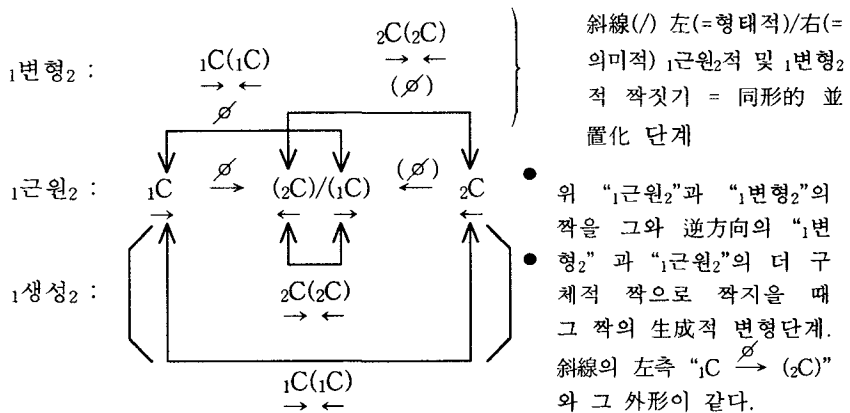 ₂C(₂C)
→ ←
(∅)
₁C(₁C)
→ ←
∅
₁변형₂ :
₁근원₂ : ₁C ∅→ (₂C)/(₁C) (∅)← ₂C
→ ← → ←
₁생성₂ :
₂C(₂C)
→ ←
₁C(₁C)
→ ←
斜線(/) 左(=형태적)/右(=
의미적) ₁근원₂적 및 ₁변형₂
적 짝짓기 = 同形的 並
置化 단계
● 위 “₁근원₂”과 “₁변형₂”의
짝을 그와 逆方向의 “₁변
● 형₂” 과 “₁근원₂”의 더 구
체적 짝으로 짝지을 때
그 짝의 生成적 변형단계.
斜線의 左측 “₁C ∅→ (₂C)”
와 그 外形이 같다.